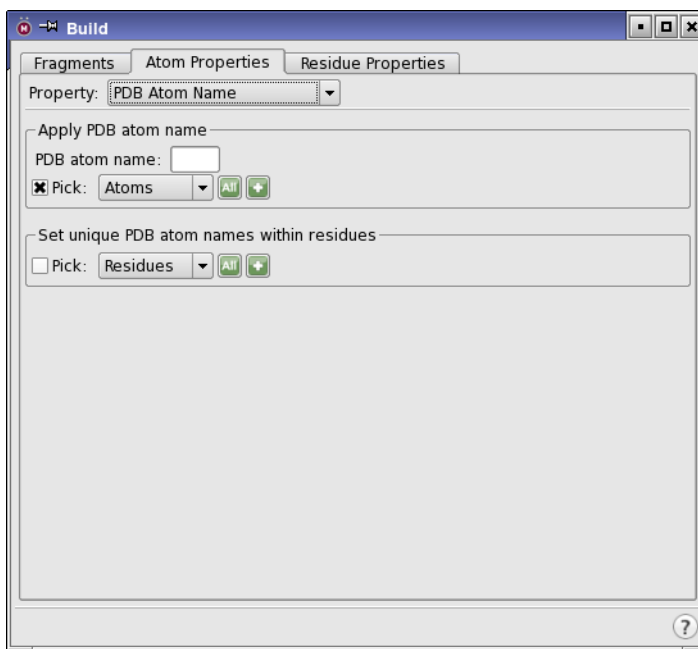 Build
Fragments Atom Properties Residue Properties
Property: PDB Atom Name
Apply PDB atom name
PDB atom name:
Pick: Atoms All
Set unique PDB atom names within residues
Pick: Residues All
?